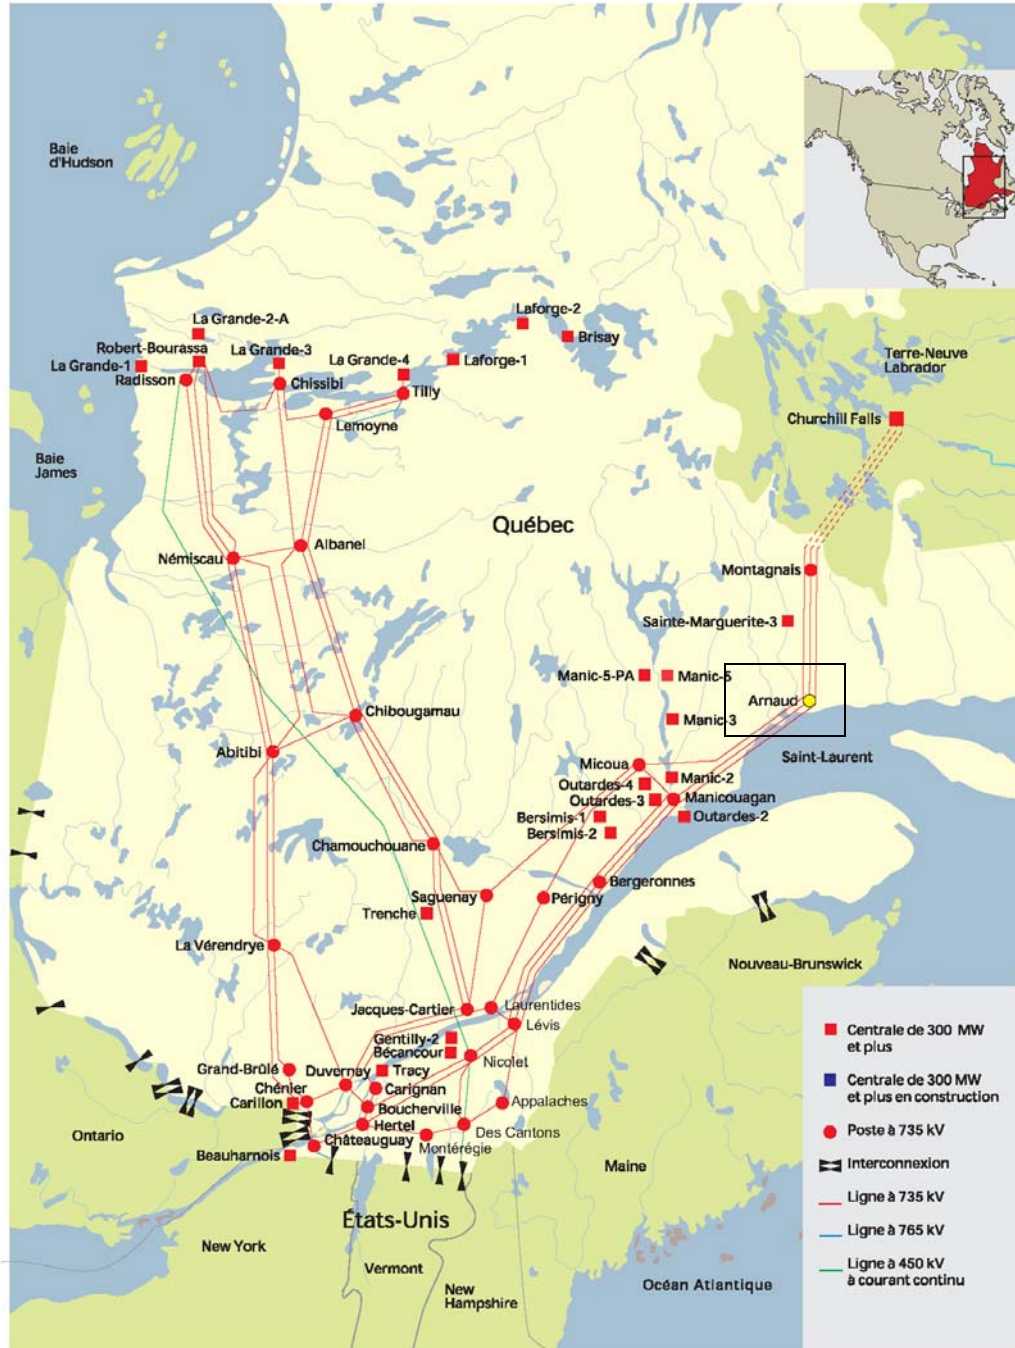 Baie
d'Hudson
La Grande-2-A
Laforge-2
Brisay
Robert-Bourassa
La Grande-3
La Grande-4
Laforge-1
La Grande-1
Radisson
Chissibi
Tilly
Lemoyne
Terre-Neuve
Labrador
Churchill Falls
Baie
James
Québec
Némiscau
Albanel
Montagnais
Sainte-Marguerite-3
Manic-5-PA
Manic-5
Arnaud
Chibougamau
Manic-3
Abitibi
Micoua
Saint-Laurent
Outardes-4
Manic-2
Outardes-3
Manicouagan
Bersimis-1
Outardes-2
Bersimis-2
Chamouchouane
Bergeronnes
Saguenay
Périgny
Trenche
La Vérendrye
Nouveau-Brunswick
Jacques-Cartier
Laurentides
Lévis
Gentilly-2
Bécancour
Nicolet
Grand-Brûlé
Duvernay
Tracy
Chénier
Carignan
Carillon
Boucherville
Appalaches
Hertel
Des Cantons
Châteauguay
Montérégie
Ontario
Beauharnois
Maine
États-Unis
New York
Vermont
New
Hampshire
Océan Atlantique
Centrale de 300 MW
et plus
Centrale de 300 MW
et plus en construction
Poste à 735 kV
Interconnexion
Ligne à 735 kV
Ligne à 765 kV
Ligne à 450 kV
à courant continu